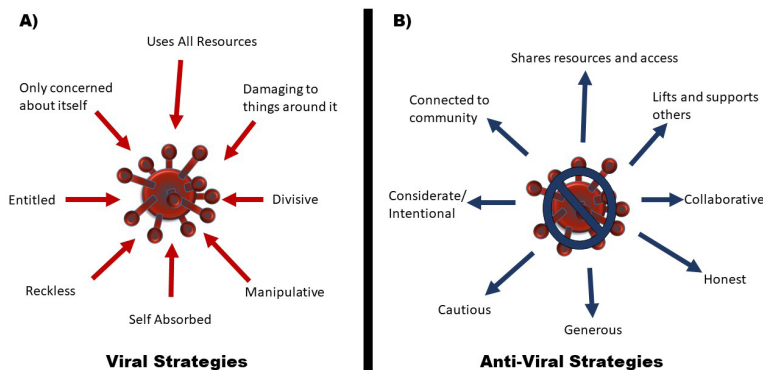 A)
Uses All Resources
Only concerned
about itself
Damaging to
things around it
Entitled
Divisive
Reckless
Manipulative
Self Absorbed
Viral Strategies
B)
Shares resources and access
Connected to
community
Lifts and supports
others
Considerate/
Intentional
Collaborative
Cautious
Honest
Generous
Anti-Viral Strategies